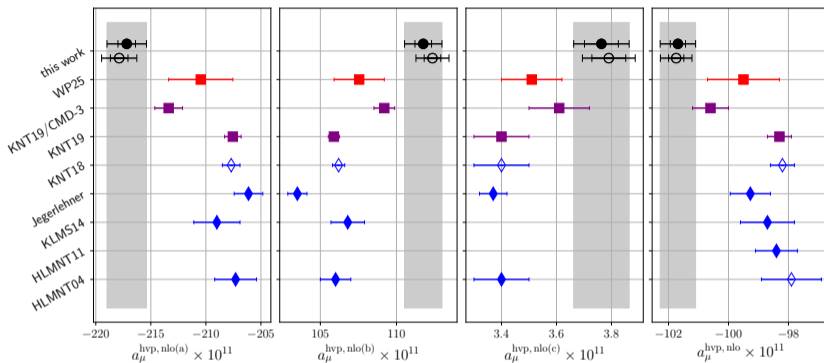 this work
WP25
KNT19/CMD-3
KNT19
KNT18
Jegerlehner
KLMS14
HLMNT11
HLMNT04
−220 −215 −210 −205
105 110
3.4 3.6 3.8
−102 −100 −98
a_μ^{hvp, nlo(a)} × 10^{11}
a_μ^{hvp, nlo(b)} × 10^{11}
a_μ^{hvp, nlo(c)} × 10^{11}
a_μ^{hvp, nlo} × 10^{11}